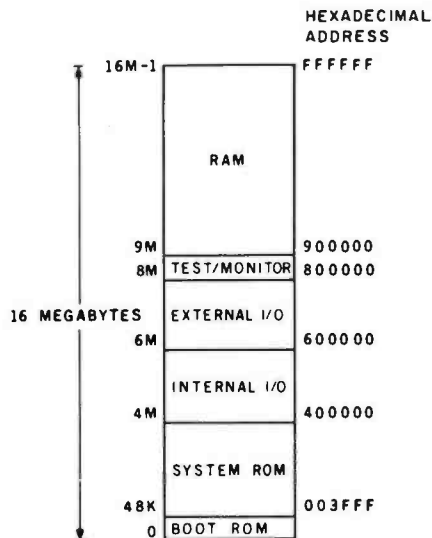 HEXADECIMAL
ADDRESS
16M-1 FFFFFF
RAM
9M 900000
8M TEST/MONITOR 800000
EXTERNAL I/O
16 MEGABYTES
6M 600000
INTERNAL I/O
4M 400000
SYSTEM ROM
48K 003FFF
0 BOOT ROM